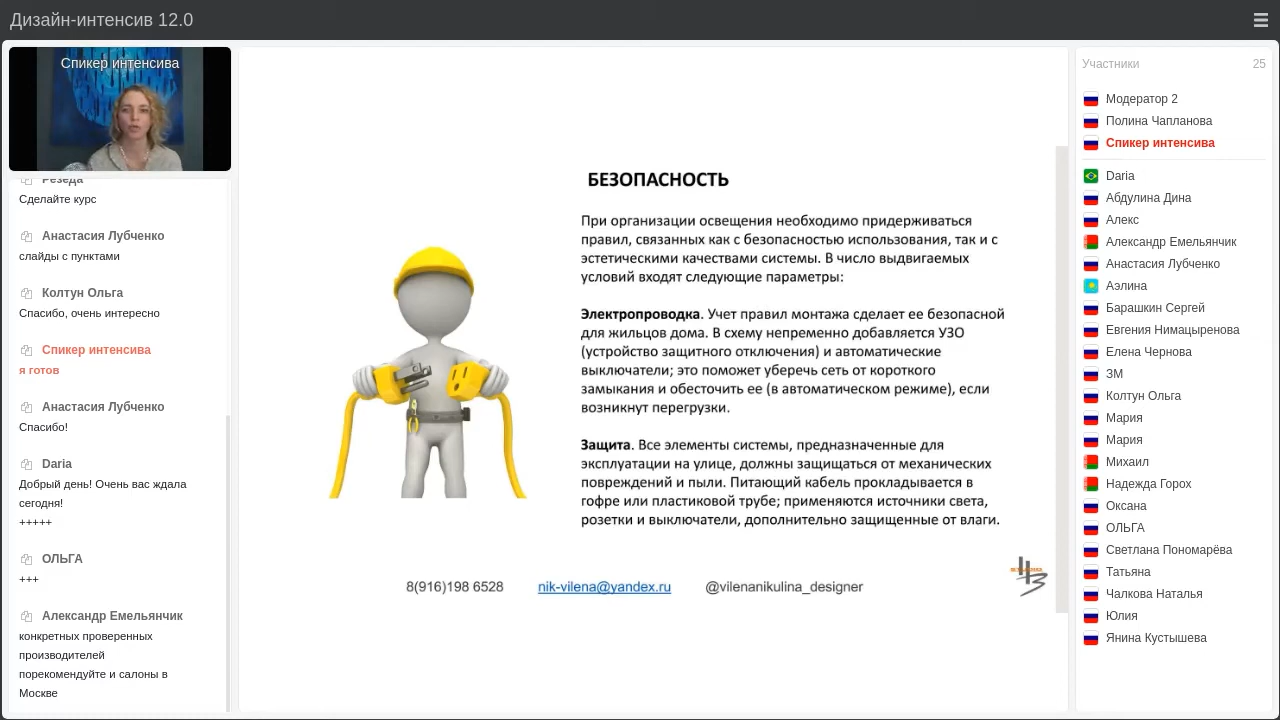 Дизайн-интенсив 12.0
Спикер интенсива
Резеда
Сделайте курс
Анастасия Лубченко
слайды с пунктами
Колтун Ольга
Спасибо, очень интересно
Спикер интенсива
я готов
Анастасия Лубченко
Спасибо!
Daria
Добрый день! Очень вас ждала
сегодня!
+++++
ОЛЬГА
+++
Александр Емельянчик
конкретных проверенных
производителей
порекомендуйте и салоны в
Москве
БЕЗОПАСНОСТЬ
При организации освещения необходимо придерживаться
правил, связанных как с безопасностью использования, так и с
эстетическими качествами системы. В число выдвигаемых
условий входят следующие параметры:
Электропроводка. Учет правил монтажа сделает ее безопасной
для жильцов дома. В схему непременно добавляется УЗО
(устройство защитного отключения) и автоматические
выключатели; это поможет уберечь сеть от короткого
замыкания и обесточить ее (в автоматическом режиме), если
возникнут перегрузки.
Защита. Все элементы системы, предназначенные для
эксплуатации на улице, должны защищаться от механических
повреждений и пыли. Питающий кабель прокладывается в
гофре или пластиковой трубе; применяются источники света,
розетки и выключатели, дополнительно защищенные от влаги.
8(916)198 6528 nik-vilena@yandex.ru @vilenanikulina_designer
Участники 25
Модератор 2
Полина Чапланова
Спикер интенсива
Daria
Абдулина Дина
Алекс
Александр Емельянчик
Анастасия Лубченко
Аэлина
Барашкин Сергей
Евгения Нимацыренова
Елена Чернова
ЗМ
Колтун Ольга
Мария
Мария
Михаил
Надежда Горох
Оксана
ОЛЬГА
Светлана Пономарёва
Татьяна
Чалкова Наталья
Юлия
Янина Кустышева